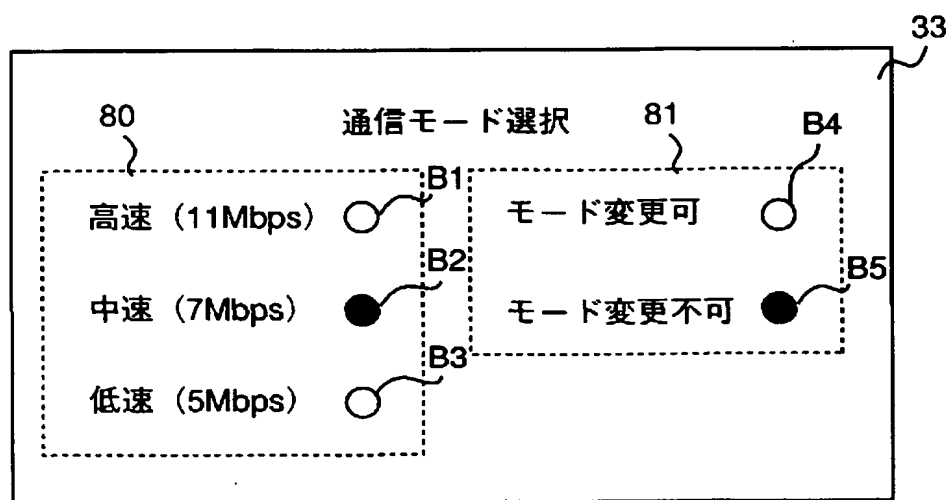 33
80
通信モード選択
81
B4
高速（11Mbps）
B1
モード変更可
中速（7Mbps）
B2
モード変更不可
B5
低速（5Mbps）
B3